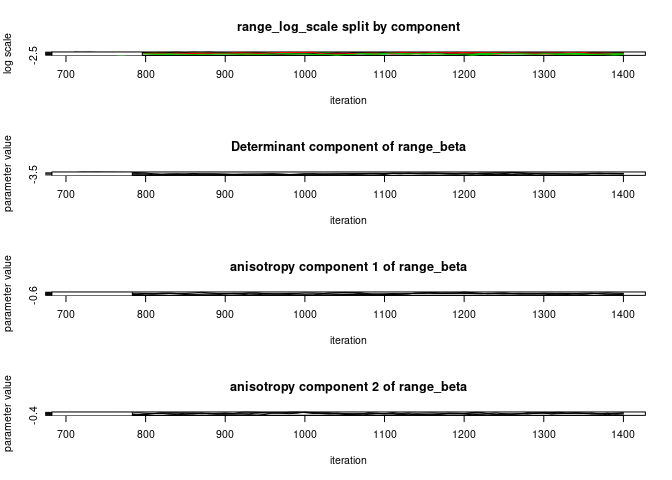 range_log_scale split by component
log scale
-2.5
700 800 900 1000 1100 1200 1300 1400
iteration
Determinant component of range_beta
parameter value
-3.5
700 800 900 1000 1100 1200 1300 1400
iteration
anisotropy component 1 of range_beta
parameter value
-0.6
700 800 900 1000 1100 1200 1300 1400
iteration
anisotropy component 2 of range_beta
parameter value
-0.4
700 800 900 1000 1100 1200 1300 1400
iteration